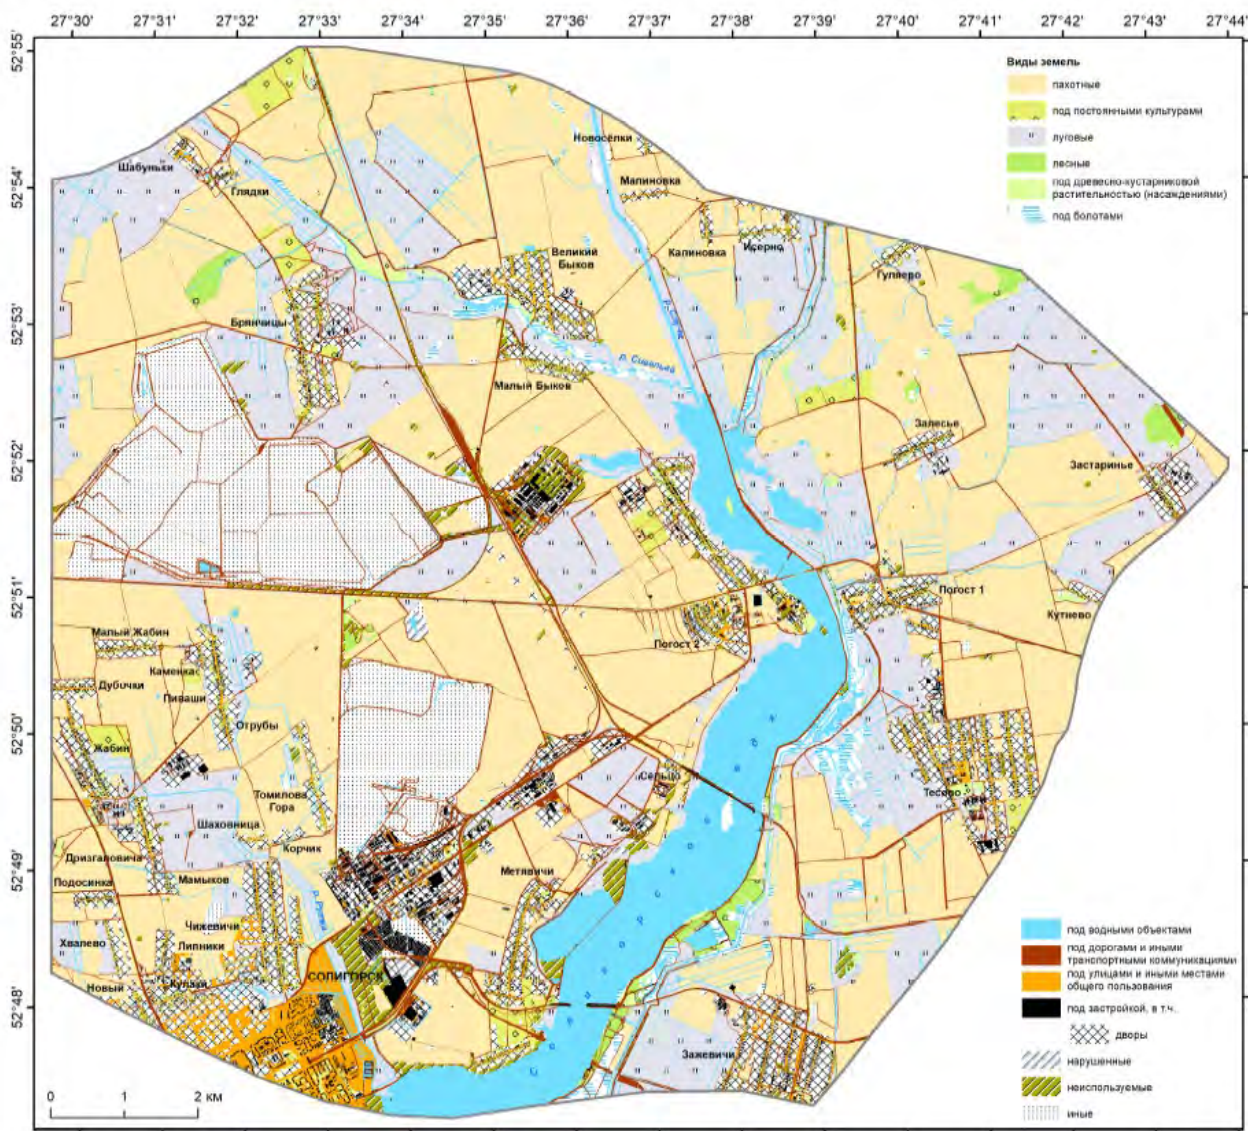 27°30' 27°31' 27°32' 27°33' 27°34' 27°35' 27°36' 27°37' 27°38' 27°39' 27°40' 27°41' 27°42' 27°43' 27°44'
52°55'
52°54'
52°53'
52°52'
52°51'
52°50'
52°49'
52°48'
Виды земель
пахотные
под постоянными культурами
луговые
лесные
под древесно-кустарниковой
растительностью (насаждениями)
под болотами
Новосёлки
Шабуньки
Малиновка
Глядки
Великий
Быков
Калиновка
Исерно
Гуляево
Брянчицы
Малый Быков
Залесье
Застаринье
Погост 1
Кутнево
Погост 2
Малый Жабин
Каменка
Дубочки
Пиваши
Отрубы
Жабин
Сельцо
Томилова
Гора
Тесово
Шаховница
Корчик
Дризгаловичи
Метявичи
Подосинка
Мамыков
Чижевичи
Хвалево
Липники
СОЛИГОРСК
Новый
Кулаки
Зажевичи
под водными объектами
под дорогами и иными
транспортными коммуникациями
под улицами и иными местами
общего пользования
под застройкой, в т.ч.
дворы
нарушенные
неиспользуемые
иные
0 1 2 км